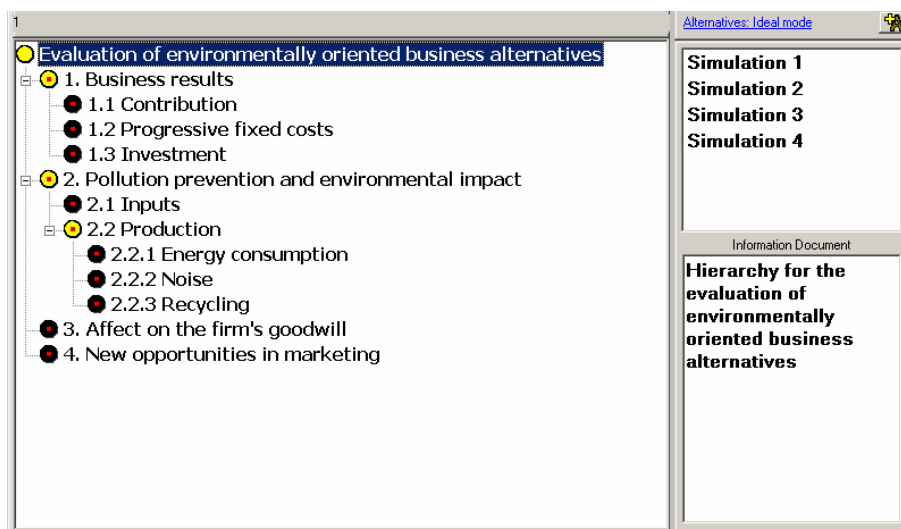 1
Evaluation of environmentally oriented business alternatives
1. Business results
1.1 Contribution
1.2 Progressive fixed costs
1.3 Investment
2. Pollution prevention and environmental impact
2.1 Inputs
2.2 Production
2.2.1 Energy consumption
2.2.2 Noise
2.2.3 Recycling
3. Affect on the firm's goodwill
4. New opportunities in marketing
Alternatives: Ideal mode
Simulation 1
Simulation 2
Simulation 3
Simulation 4
Information Document
Hierarchy for the
evaluation of
environmentally
oriented business
alternatives